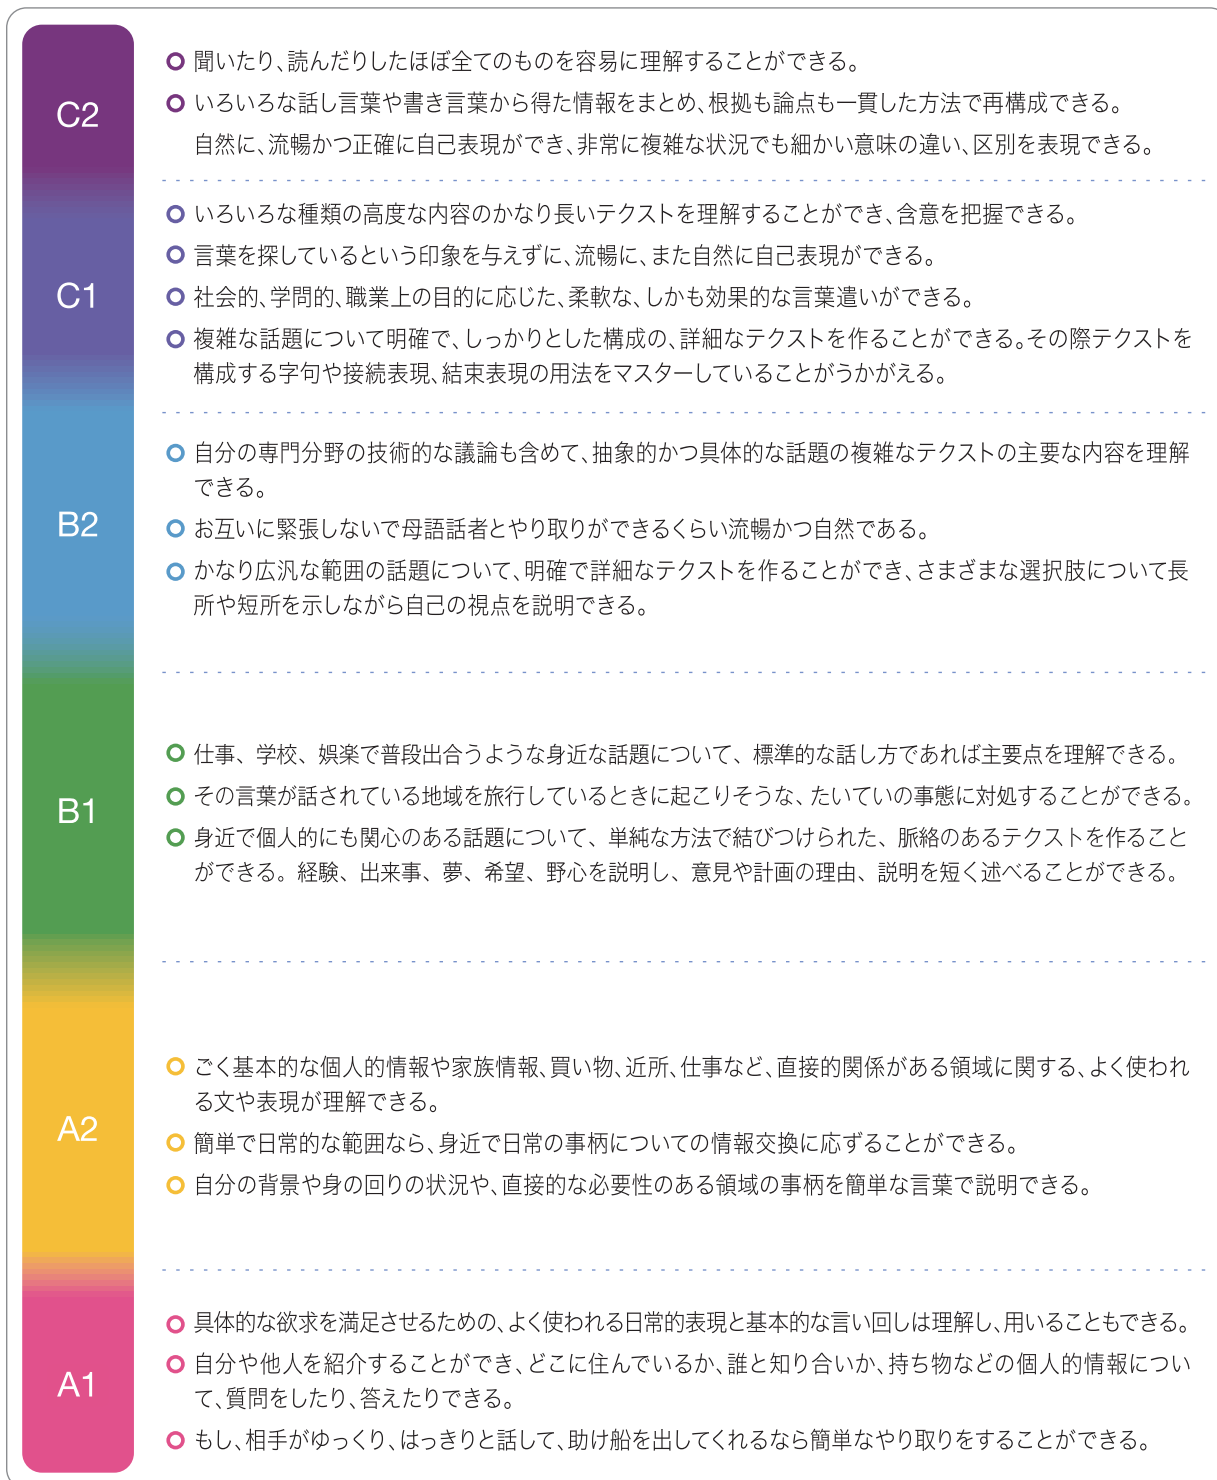 C2
聞いたり、読んだりしたほぼ全てのものを容易に理解することができる。
いろいろな話し言葉や書き言葉から得た情報をまとめ、根拠も論点も一貫した方法で再構成できる。
自然に、流暢かつ正確に自己表現ができ、非常に複雑な状況でも細かい意味の違い、区別を表現できる。
C1
いろいろな種類の高度な内容のかなり長いテクストを理解することができ、含意を把握できる。
言葉を探しているという印象を与えずに、流暢に、また自然に自己表現ができる。
社会的、学問的、職業上の目的に応じた、柔軟な、しかも効果的な言葉遣いができる。
複雑な話題について明確で、しっかりとした構成の、詳細なテクストを作ることができる。その際テクストを
構成する字句や接続表現、結束表現の用法をマスターしていることがうかがえる。
B2
自分の専門分野の技術的な議論も含めて、抽象的かつ具体的な話題の複雑なテクストの主要な内容を理解
できる。
お互いに緊張しないで母語話者とやり取りができるくらい流暢かつ自然である。
かなり広汎な範囲の話題について、明確で詳細なテクストを作ることができ、さまざまな選択肢について長
所や短所を示しながら自己の視点を説明できる。
B1
仕事、学校、娯楽で普段出合うような身近な話題について、標準的な話し方であれば主要点を理解できる。
その言葉が話されている地域を旅行しているときに起こりそうな、たいていの事態に対処することができる。
身近で個人的にも関心のある話題について、単純な方法で結びつけられた、脈絡のあるテクストを作ること
ができる。経験、出来事、夢、希望、野心を説明し、意見や計画の理由、説明を短く述べることができる。
A2
ごく基本的な個人的情報や家族情報、買い物、近所、仕事など、直接的関係がある領域に関する、よく使われ
る文や表現が理解できる。
簡単で日常的な範囲なら、身近で日常の事柄についての情報交換に応ずることができる。
自分の背景や身の回りの状況や、直接的な必要性のある領域の事柄を簡単な言葉で説明できる。
A1
具体的な欲求を満足させるための、よく使われる日常的表現と基本的な言い回しは理解し、用いることもできる。
自分や他人を紹介することができ、どこに住んでいるか、誰と知り合いか、持ち物などの個人的情報につい
て、質問をしたり、答えたりできる。
もし、相手がゆっくり、はっきりと話して、助け船を出してくれるなら簡単なやり取りをすることができる。